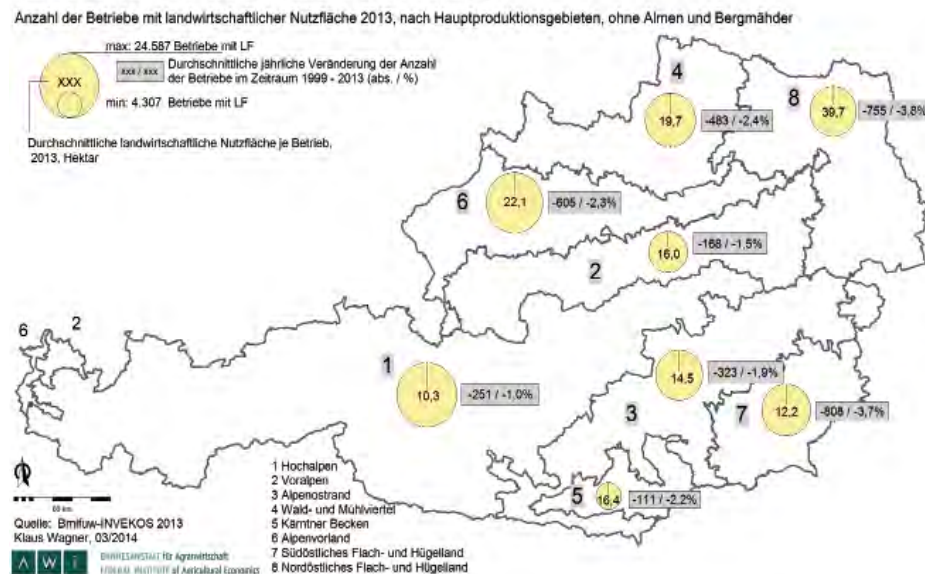 Anzahl der Betriebe mit landwirtschaftlicher Nutzfläche 2013, nach Hauptproduktionsgebieten, ohne Almen und Bergmähder
max: 24.587 Betriebe mit LF
xxx
xxx / xxx
Durchschnittliche jährliche Veränderung der Anzahl
der Betriebe im Zeitraum 1999 - 2013 (abs. / %)
min: 4.307 Betriebe mit LF
Durchschnittliche landwirtschaftliche Nutzfläche je Betrieb,
2013, Hektar
4
19,7
-483 / -2,4%
8
39,7
-755 / -3,8%
6
22,1
-605 / -2,3%
2
16,0
-168 / -1,5%
6
2
1
10,3
-251 / -1,0%
3
14,5
-323 / -1,9%
7
12,2
-808 / -3,7%
5
16,4
-111 / -2,2%
1 Hochalpen
2 Voralpen
3 Alpenostrand
4 Wald- und Mühlviertel
5 Kärntner Becken
6 Alpenvorland
7 Südöstliches Flach- und Hügelland
8 Nordöstliches Flach- und Hügelland
Quelle: Bmlfuw-INVEKOS 2013
Klaus Wagner, 03/2014
A W I
BUNDESANSTALT für Agrarwirtschaft
FEDERAL INSTITUTE of Agricultural Economics